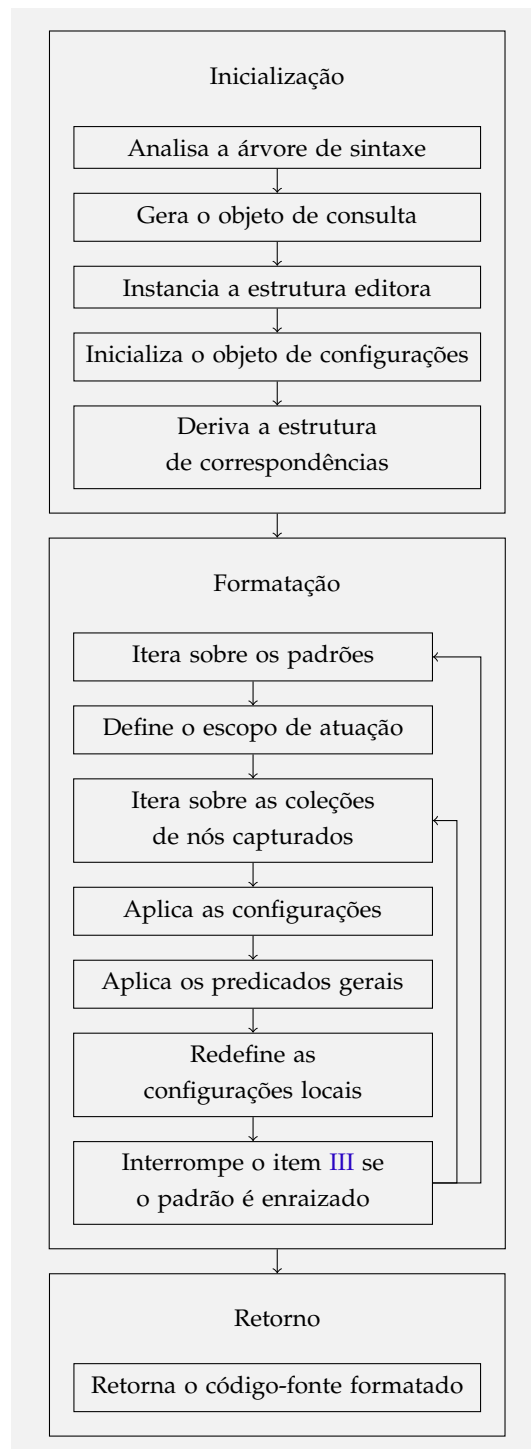 Inicialização
Analisa a árvore de sintaxe
Gera o objeto de consulta
Instancia a estrutura editora
Inicializa o objeto de configurações
Deriva a estrutura
de correspondências
Formatação
Itera sobre os padrões
Define o escopo de atuação
Itera sobre as coleções
de nós capturados
Aplica as configurações
Aplica os predicados gerais
Redefine as
configurações locais
Interrompe o item III se
o padrão é enraizado
Retorno
Retorna o código-fonte formatado